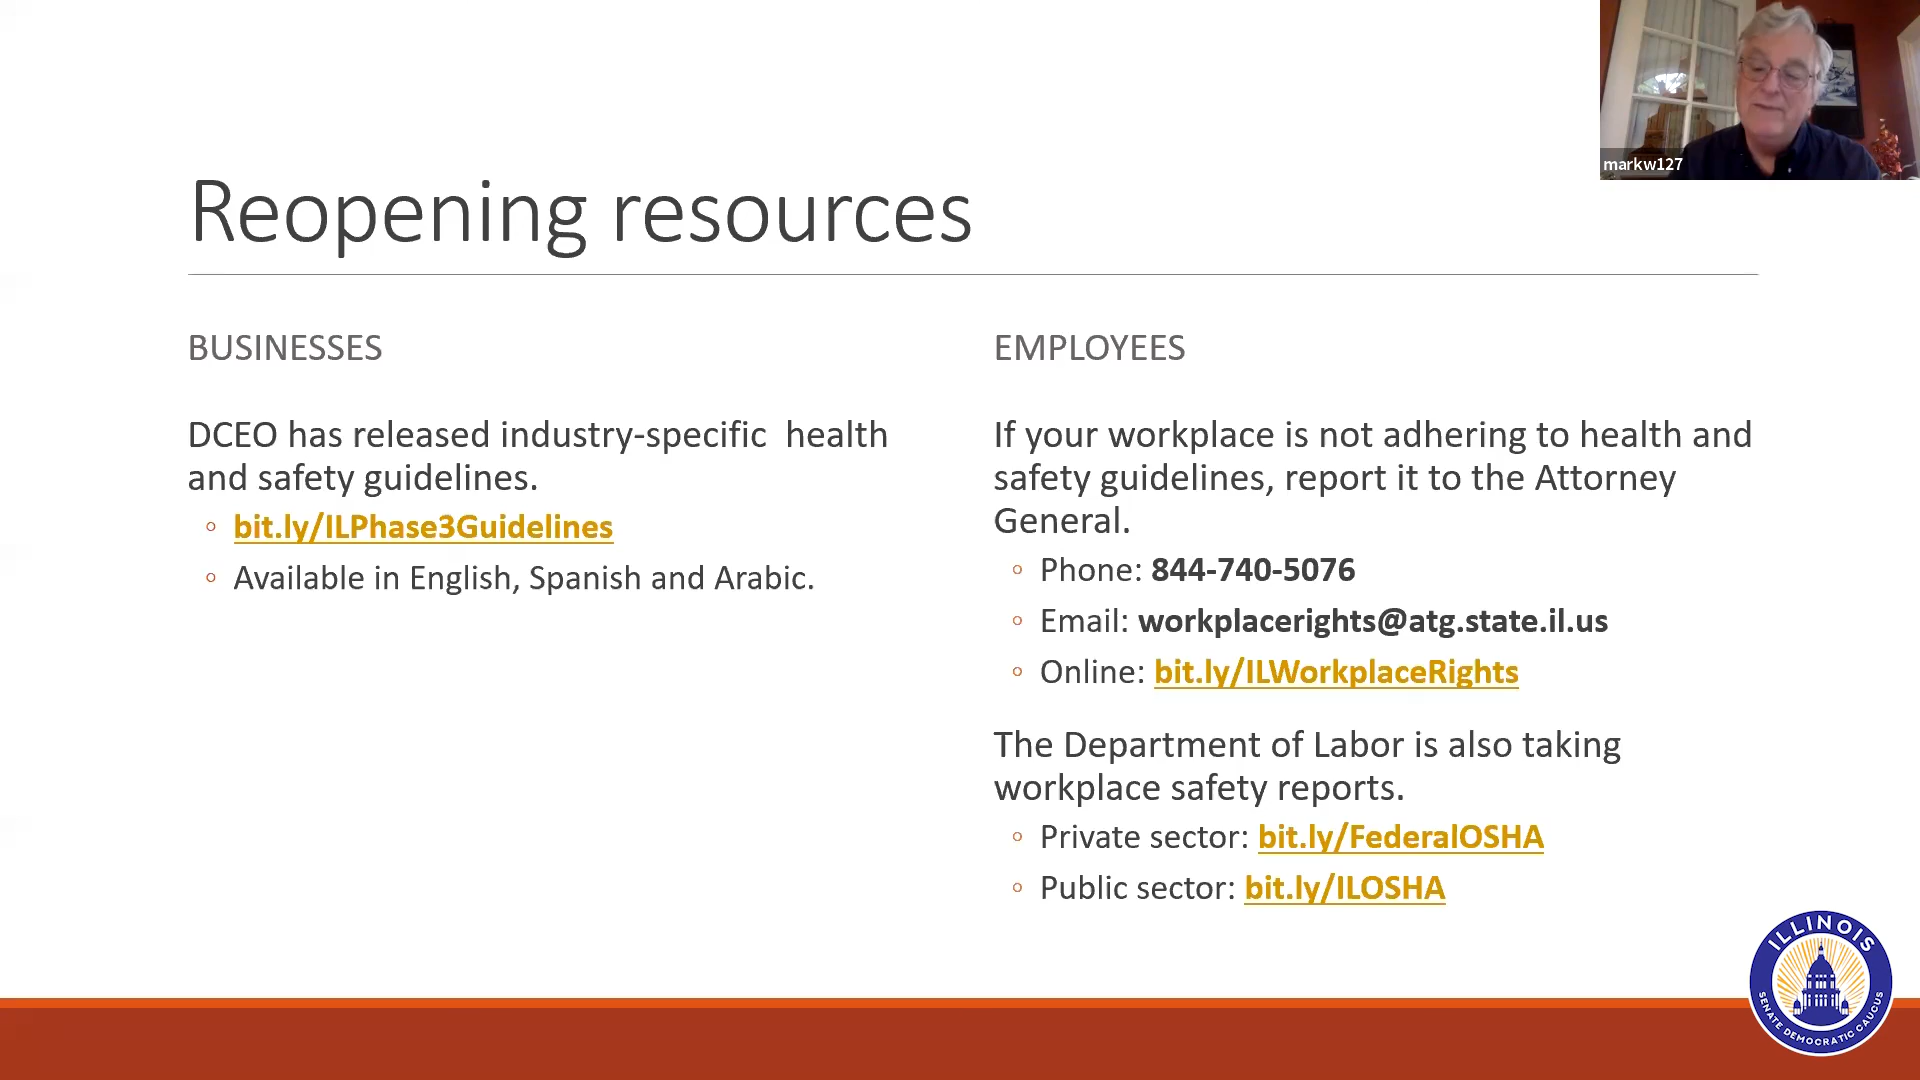 markw127
Reopening resources
BUSINESSES
DCEO has released industry-specific health
and safety guidelines.
◦ bit.ly/ILPhase3Guidelines
◦ Available in English, Spanish and Arabic.
EMPLOYEES
If your workplace is not adhering to health and
safety guidelines, report it to the Attorney
General.
◦ Phone: 844-740-5076
◦ Email: workplacerights@atg.state.il.us
◦ Online: bit.ly/ILWorkplaceRights
The Department of Labor is also taking
workplace safety reports.
◦ Private sector: bit.ly/FederalOSHA
◦ Public sector: bit.ly/ILOSHA
ILLINOIS
SENATE DEMOCRATIC CAUCUS